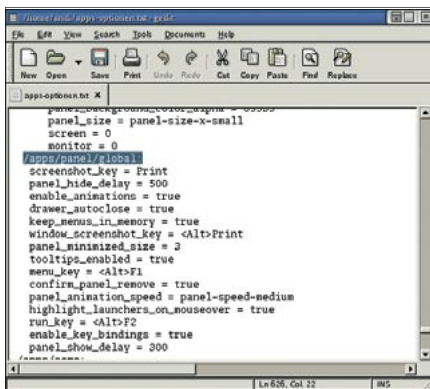 /home/andi/apps-optionen.txt - gedit
File Edit View Search Tools Documents Help
New Open Save Print Undo Redo Cut Copy Paste Find Replace
apps-optionen.txt X
panel_background_color_alpha =
panel_size = panel-size-x-small
screen = 0
monitor = 0
/apps/panel/global:
screenshot_key = Print
panel_hide_delay = 500
enable_animations = true
drawer_autoclose = true
keep_menus_in_memory = true
window_screenshot_key = <Alt>Print
panel_minimized_size = 3
tooltips_enabled = true
menu_key = <Alt>F1
confirm_panel_remove = true
panel_animation_speed = panel-speed-medium
highlight_launchers_on_mouseover = true
run_key = <Alt>F2
enable_key_bindings = true
panel_show_delay = 300
Ln 626, Col. 22 INS